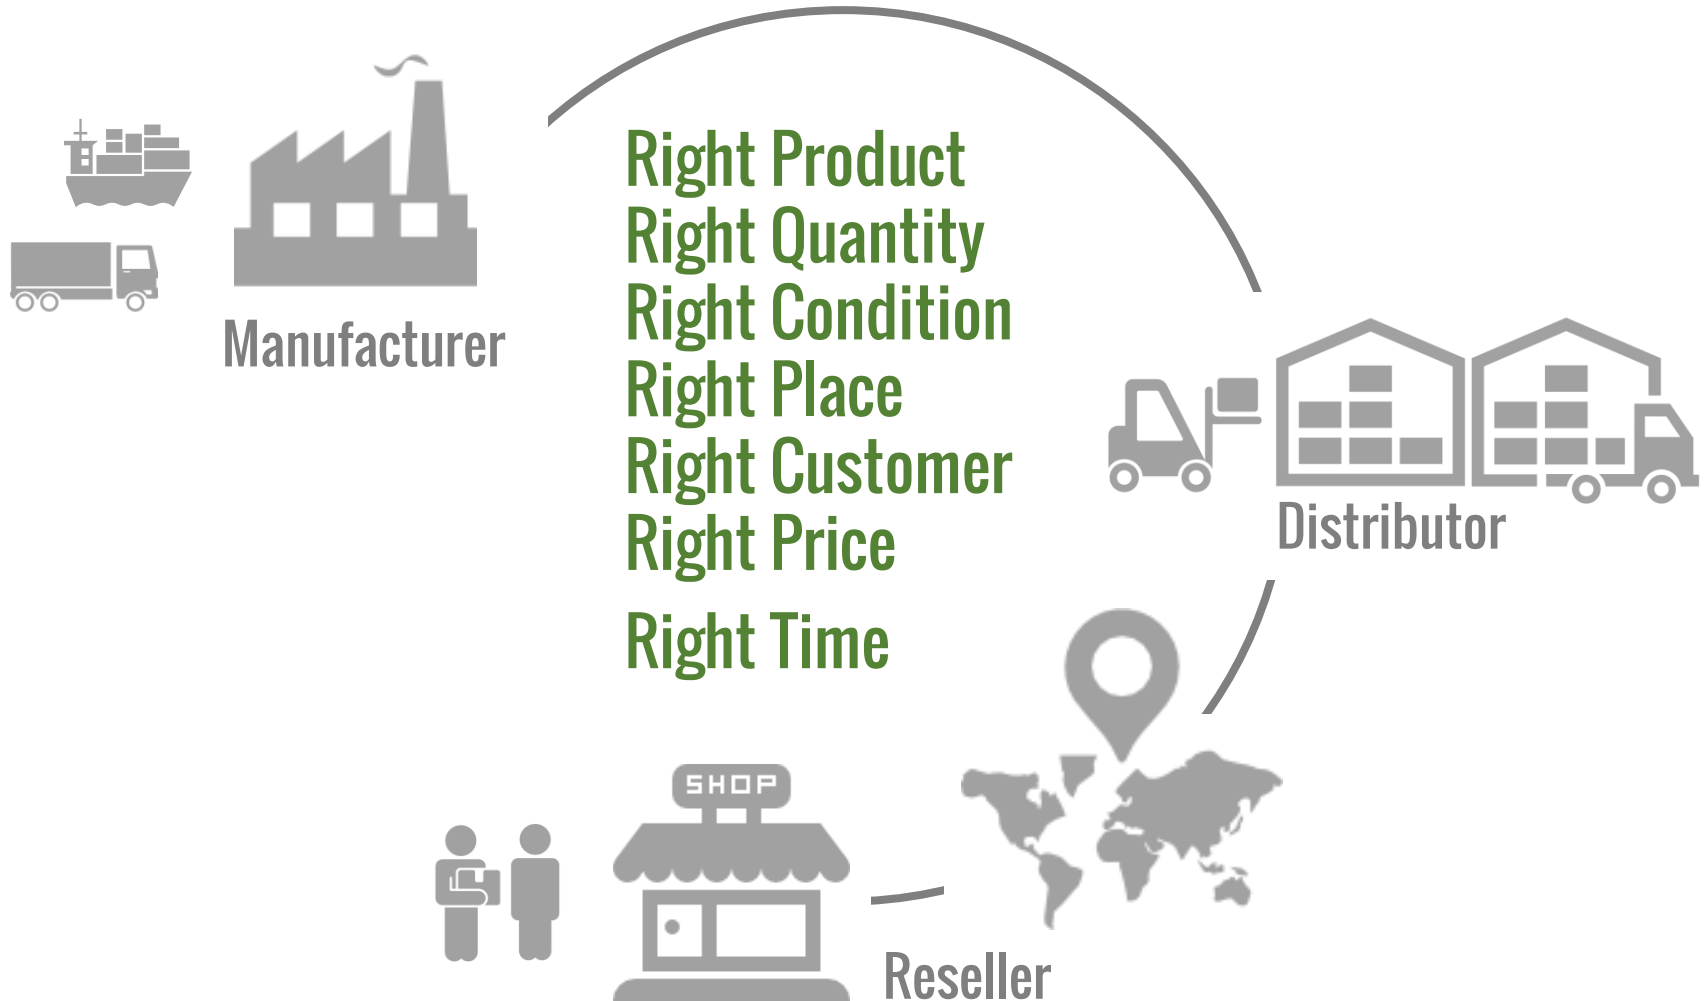 Right Product
Right Quantity
Right Condition
Manufacturer
Right Place
Right Customer
Right Price
Distributor
Right Time
SHOP
Reseller